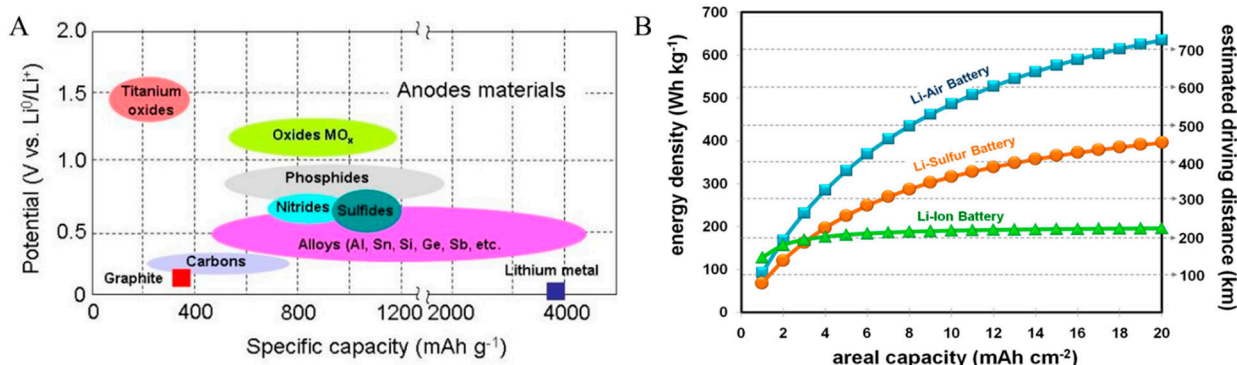 A
Potential (V vs. Li⁰/Li⁺)
2.0
1.5
1.0
0.5
0
Anodes materials
Titanium
oxides
Oxides MOₓ
Phosphides
Nitrides
Sulfides
Alloys (Al, Sn, Si, Ge, Sb, etc.
Carbons
Graphite
Lithium metal
0 400 800 1200 2000 4000
Specific capacity (mAh g⁻¹)
B
energy density (Wh kg⁻¹)
700
600
500
400
300
200
100
0
Li-Air Battery
Li-Sulfur Battery
Li-Ion Battery
700
600
500
400
300
200
100
estimated driving distance (km)
0 2 4 6 8 10 12 14 16 18 20
areal capacity (mAh cm⁻²)